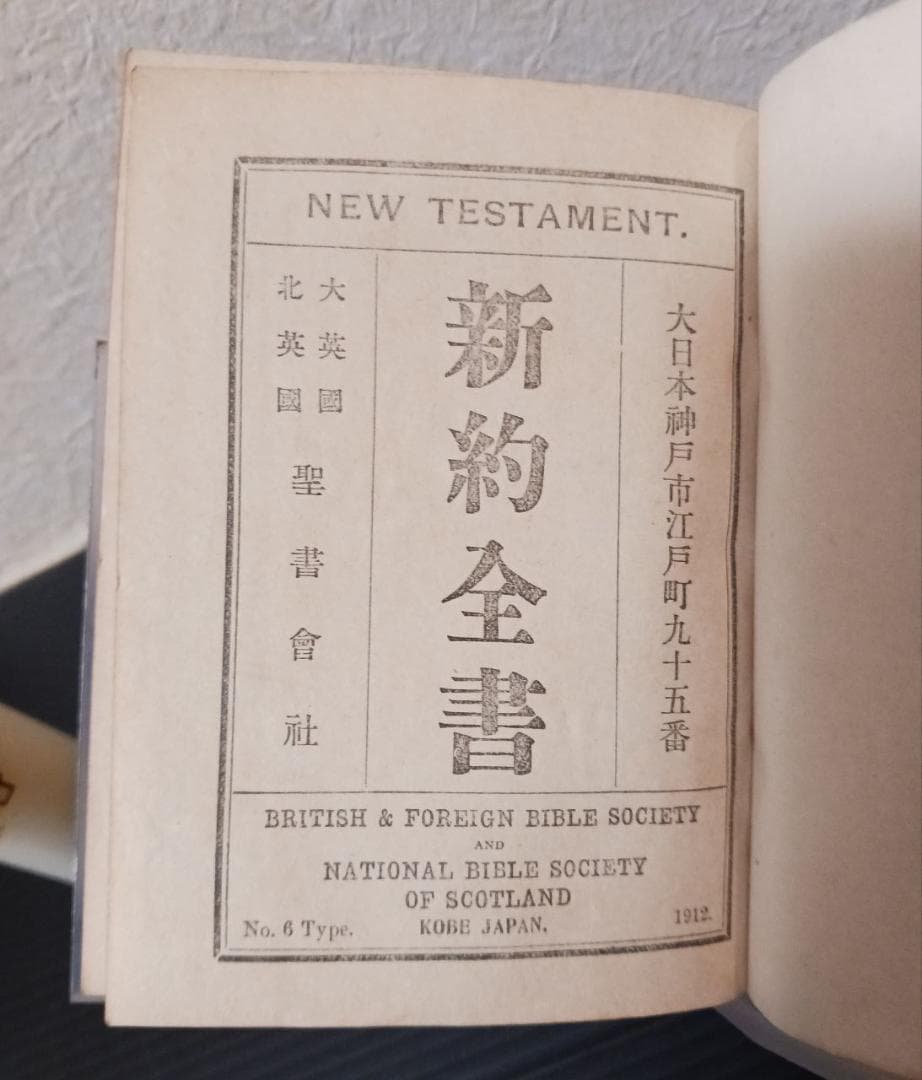 NEW TESTAMENT.
大日本神戸市江戸町九十五番
新約全書
大英國
北英國
聖書會社
BRITISH & FOREIGN BIBLE SOCIETY
AND
NATIONAL BIBLE SOCIETY
OF SCOTLAND
No. 6 Type. KOBE JAPAN. 1912.